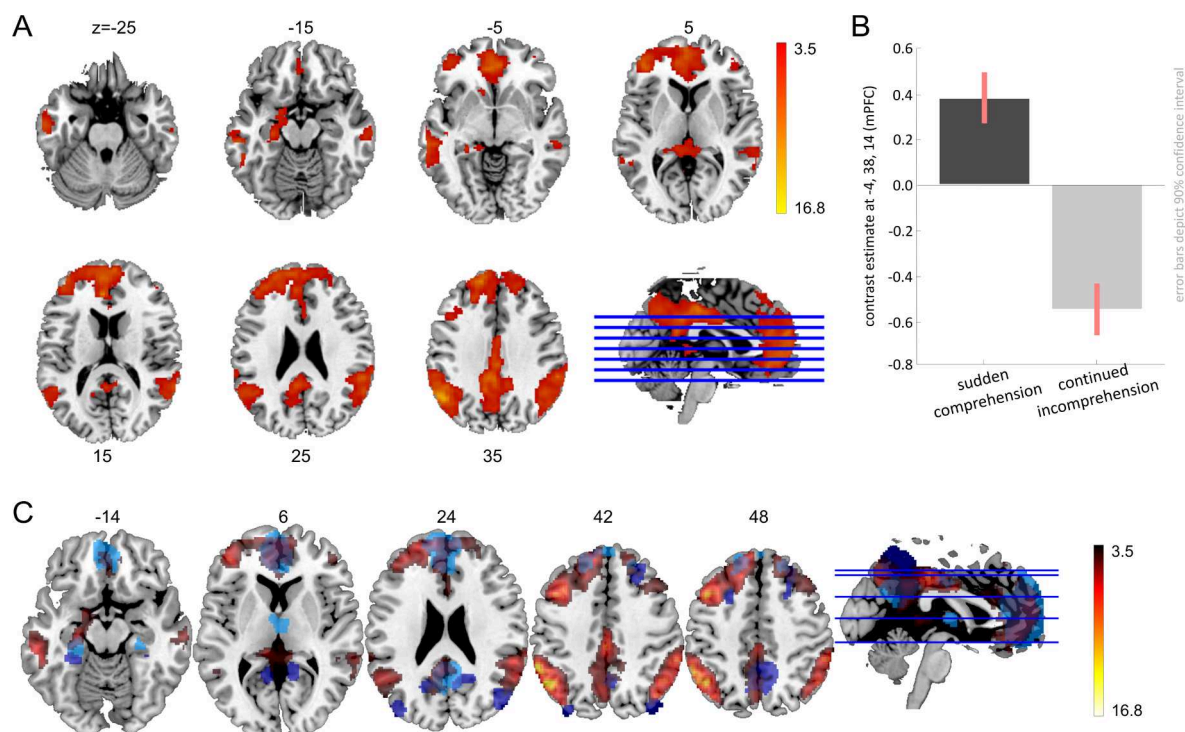 A
z=-25
-15
-5
5
3.5
16.8
15
25
35
B
contrast estimate at -4, 38, 14 (mPFC)
0.6
0.4
0.2
0.0
-0.2
-0.4
-0.6
-0.8
sudden
comprehension
continued
incomprehension
error bars depict 90% confidence interval
C
-14
6
24
42
48
3.5
16.8